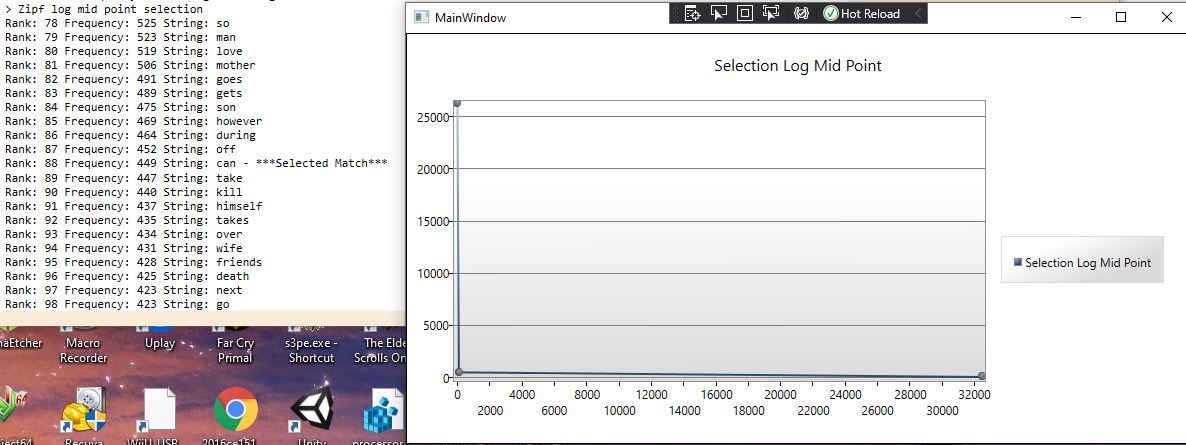 > Zipf log mid point selection
Rank: 78 Frequency: 525 String: so
Rank: 79 Frequency: 523 String: man
Rank: 80 Frequency: 519 String: love
Rank: 81 Frequency: 506 String: mother
Rank: 82 Frequency: 491 String: goes
Rank: 83 Frequency: 489 String: gets
Rank: 84 Frequency: 475 String: son
Rank: 85 Frequency: 469 String: however
Rank: 86 Frequency: 464 String: during
Rank: 87 Frequency: 452 String: off
Rank: 88 Frequency: 449 String: can - ***Selected Match***
Rank: 89 Frequency: 447 String: take
Rank: 90 Frequency: 440 String: kill
Rank: 91 Frequency: 437 String: himself
Rank: 92 Frequency: 435 String: takes
Rank: 93 Frequency: 434 String: over
Rank: 94 Frequency: 431 String: wife
Rank: 95 Frequency: 428 String: friends
Rank: 96 Frequency: 425 String: death
Rank: 97 Frequency: 423 String: next
Rank: 98 Frequency: 423 String: go
MainWindow
Hot Reload
Selection Log Mid Point
25000
20000
15000
10000
5000
0
0 4000 8000 12000 16000 20000 24000 28000 32000
2000 6000 10000 14000 18000 22000 26000 30000
Selection Log Mid Point
naEtcher
Macro
Recorder
Uplay
Far Cry
Primal
s3pe.exe -
Shortcut
The Elde
Scrolls On
64
ject64
Recuva
WiiU USB
2016ce151
Unity
processor